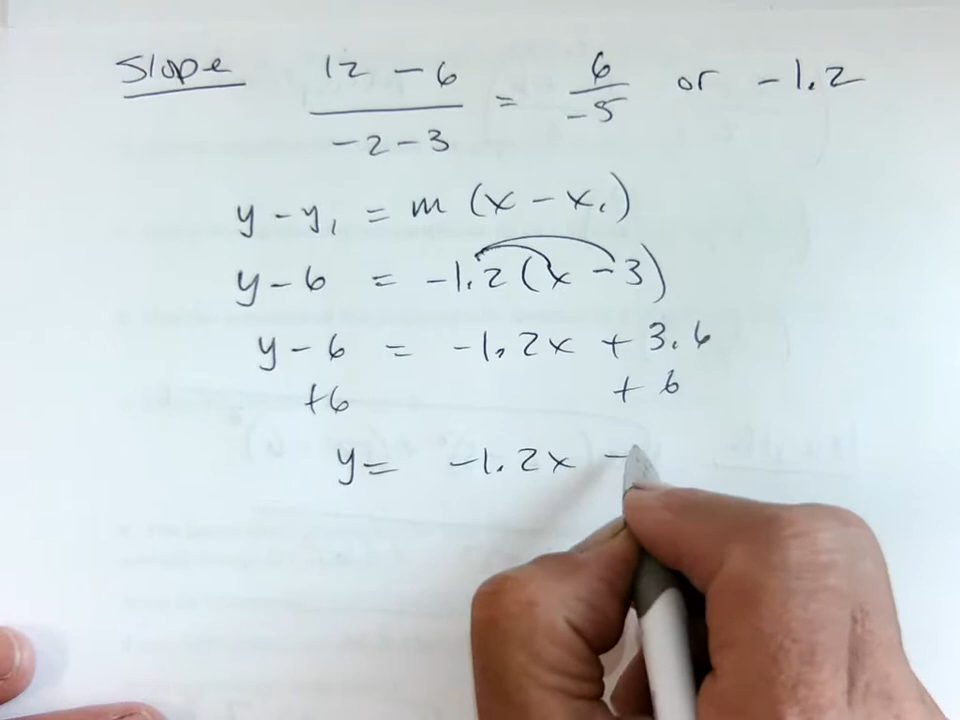 Slope 12 - 6 / -2 - 3 = 6 / -5 or -1.2
y - y₁ = m (x - x₁)
y - 6 = -1.2 (x - 3)
y - 6 = -1.2x + 3.6
+6 + 6
y = -1.2x -